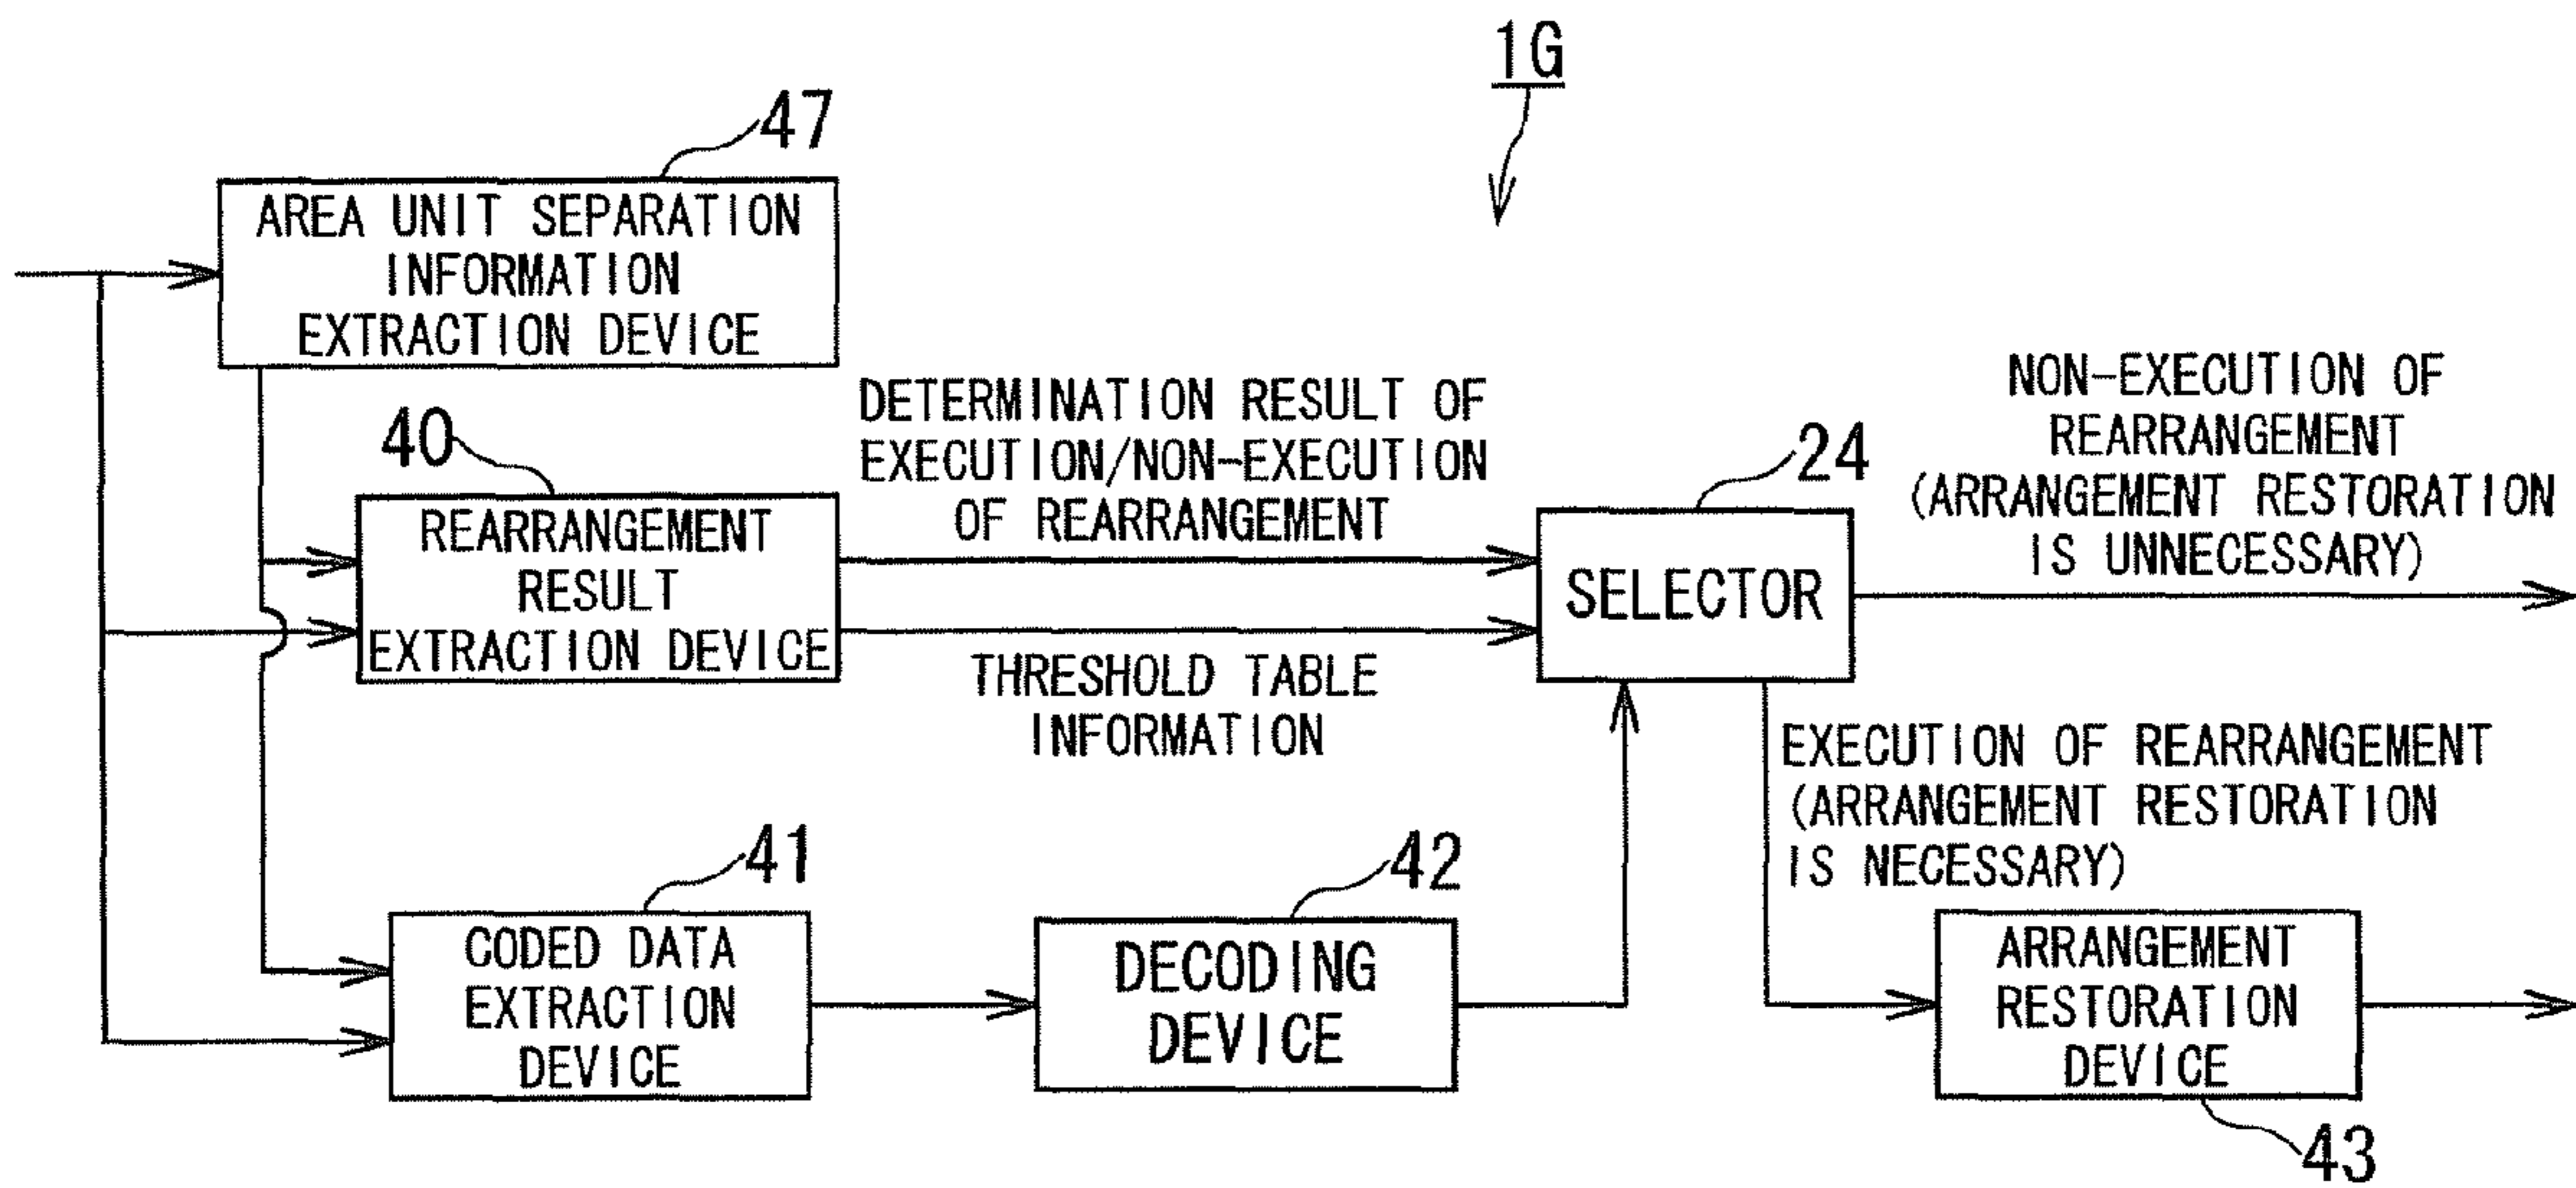 1G
47
AREA UNIT SEPARATION
INFORMATION
EXTRACTION DEVICE
40
REARRANGEMENT
RESULT
EXTRACTION DEVICE
DETERMINATION RESULT OF
EXECUTION/NON-EXECUTION
OF REARRANGEMENT
THRESHOLD TABLE
INFORMATION
24
SELECTOR
NON-EXECUTION OF
REARRANGEMENT
(ARRANGEMENT RESTORATION
IS UNNECESSARY)
EXECUTION OF REARRANGEMENT
(ARRANGEMENT RESTORATION
IS NECESSARY)
41
CODED DATA
EXTRACTION
DEVICE
42
DECODING
DEVICE
ARRANGEMENT
RESTORATION
DEVICE
43